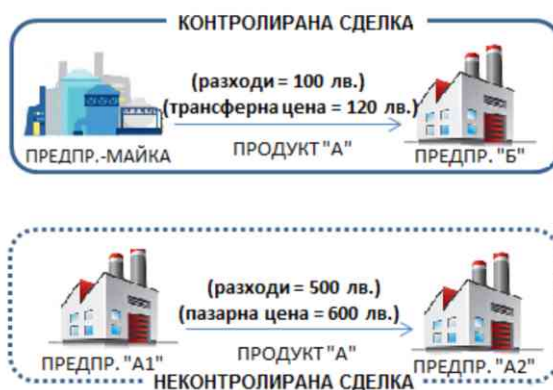 КОНТРОЛИРАНА СДЕЛКА
(разходи = 100 лв.)
(трансферна цена = 120 лв.)
ПРЕДПР.-МАЙКА
ПРОДУКТ "А"
ПРЕДПР. "Б"
(разходи = 500 лв.)
(пазарна цена = 600 лв.)
ПРЕДПР. "А1"
ПРОДУКТ "А"
ПРЕДПР. "А2"
НЕКОНТРОЛИРАНА СДЕЛКА